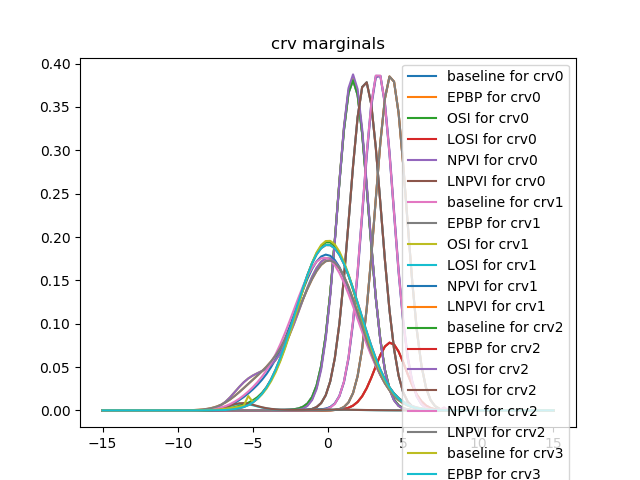 crv marginals
0.40
0.35
0.30
0.25
0.20
0.15
0.10
0.05
0.00
−15
−10
−5
0
5
10
15
baseline for crv0
EPBP for crv0
OSI for crv0
LOSI for crv0
NPVI for crv0
LNPVI for crv0
baseline for crv1
EPBP for crv1
OSI for crv1
LOSI for crv1
NPVI for crv1
LNPVI for crv1
baseline for crv2
EPBP for crv2
OSI for crv2
LOSI for crv2
NPVI for crv2
LNPVI for crv2
baseline for crv3
EPBP for crv3